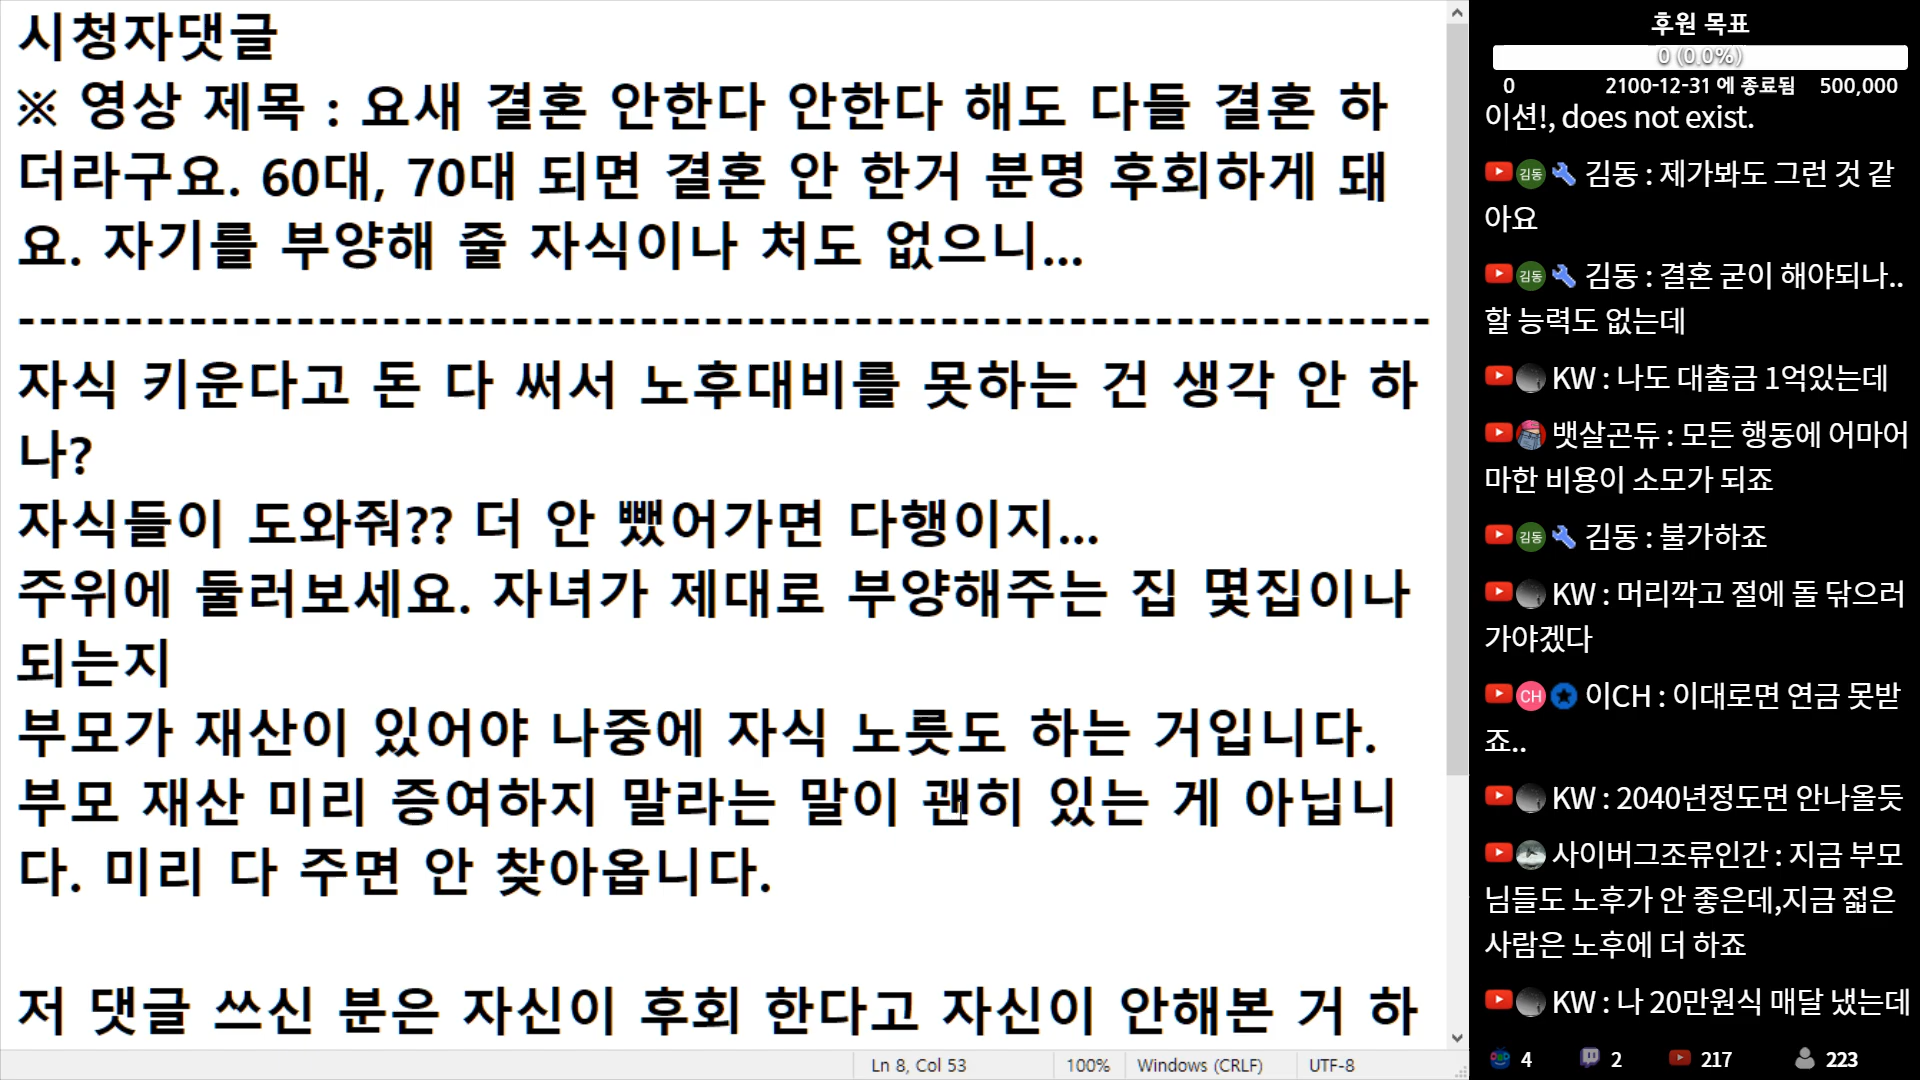 시청자댓글
※ 영상 제목 : 요새 결혼 안한다 안한다 해도 다들 결혼 하
더라구요. 60대, 70대 되면 결혼 안 한거 분명 후회하게 돼
요. 자기를 부양해 줄 자식이나 처도 없으니...
-------------------------------------------------------------------
자식 키운다고 돈 다 써서 노후대비를 못하는 건 생각 안 하
나?
자식들이 도와줘?? 더 안 뺐어가면 다행이지...
주위에 둘러보세요. 자녀가 제대로 부양해주는 집 몇집이나
되는지
부모가 재산이 있어야 나중에 자식 노릇도 하는 거입니다.
부모 재산 미리 증여하지 말라는 말이 괜히 있는 게 아닙니
다. 미리 다 주면 안 찾아옵니다.
저 댓글 쓰신 분은 자신이 후회 한다고 자신이 안해본 거 하
Ln 8, Col 53
100%
Windows (CRLF)
UTF-8
후원 목표
0 (0.0%)
0 2100-12-31 에 종료됨 500,000
이션!, does not exist.
김동 김동 : 제가봐도 그런 것 같
아요
김동 김동 : 결혼 굳이 해야되나..
할 능력도 없는데
KW : 나도 대출금 1억있는데
뱃살곤듀 : 모든 행동에 어마어
마한 비용이 소모가 되죠
김동 김동 : 불가하죠
KW : 머리깍고 절에 돌 닦으러
가야겠다
CH 이CH : 이대로면 연금 못받
죠..
KW : 2040년정도면 안나올듯
사이버그조류인간 : 지금 부모
님들도 노후가 안 좋은데,지금 젋은
사람은 노후에 더 하죠
KW : 나 20만원식 매달 냈는데
4 2 217 223